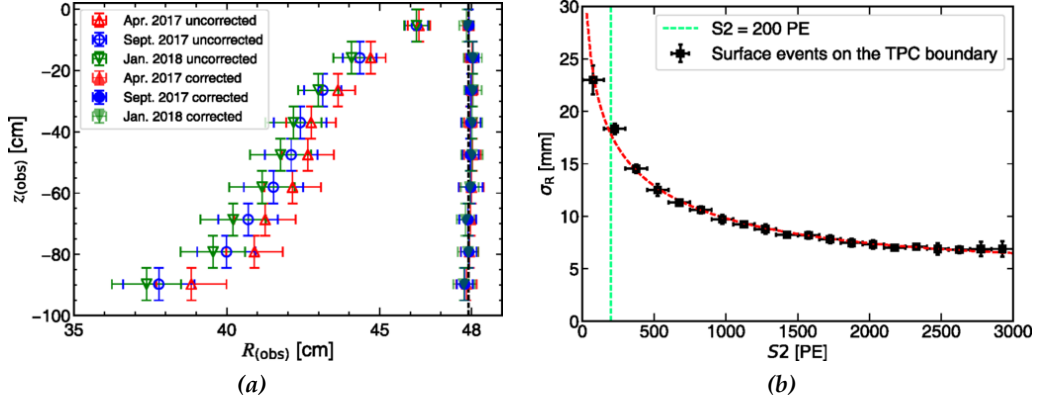 0
−20
−40
−60
−80
−100
z(obs) [cm]
Apr. 2017 uncorrected
Sept. 2017 uncorrected
Jan. 2018 uncorrected
Apr. 2017 corrected
Sept. 2017 corrected
Jan. 2018 corrected
35 40 45 48
R(obs) [cm]
(a)
30
25
20
15
10
5
0
σR [mm]
S2 = 200 PE
Surface events on the TPC boundary
0 500 1000 1500 2000 2500 3000
S2 [PE]
(b)